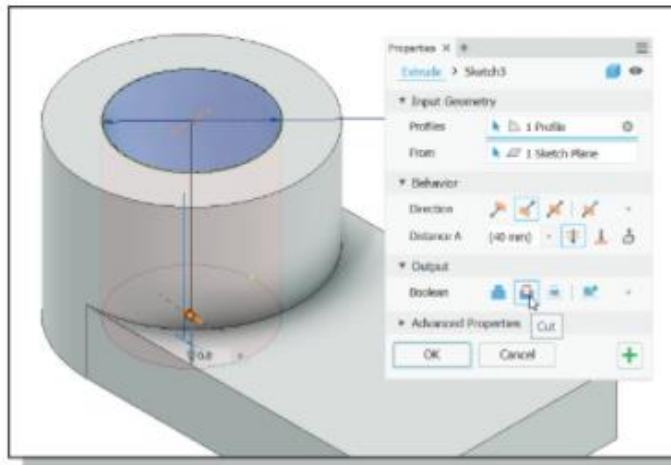 Properties × +
Extrude > Sketch3
Input Geometry
Profiles 1 Profile
From 1 Sketch Plane
Behavior
Direction
Distance A (40 mm)
Output
Boolean
Advanced Properties
Cut
OK Cancel